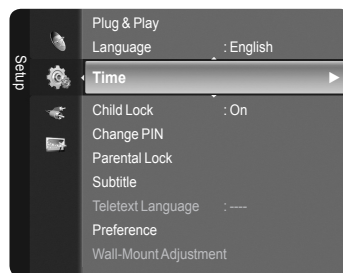 Setup
Plug & Play
Language : English
Time
Child Lock : On
Change PIN
Parental Lock
Subtitle
Teletext Language : ----
Preference
Wall-Mount Adjustment